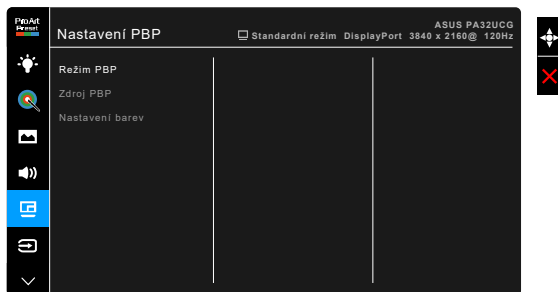 ProArt
Preset
Nastavení PBP
ASUS PA32UCG
Standardní režim DisplayPort 3840 x 2160@ 120Hz
Režim PBP
Zdroj PBP
Nastavení barev